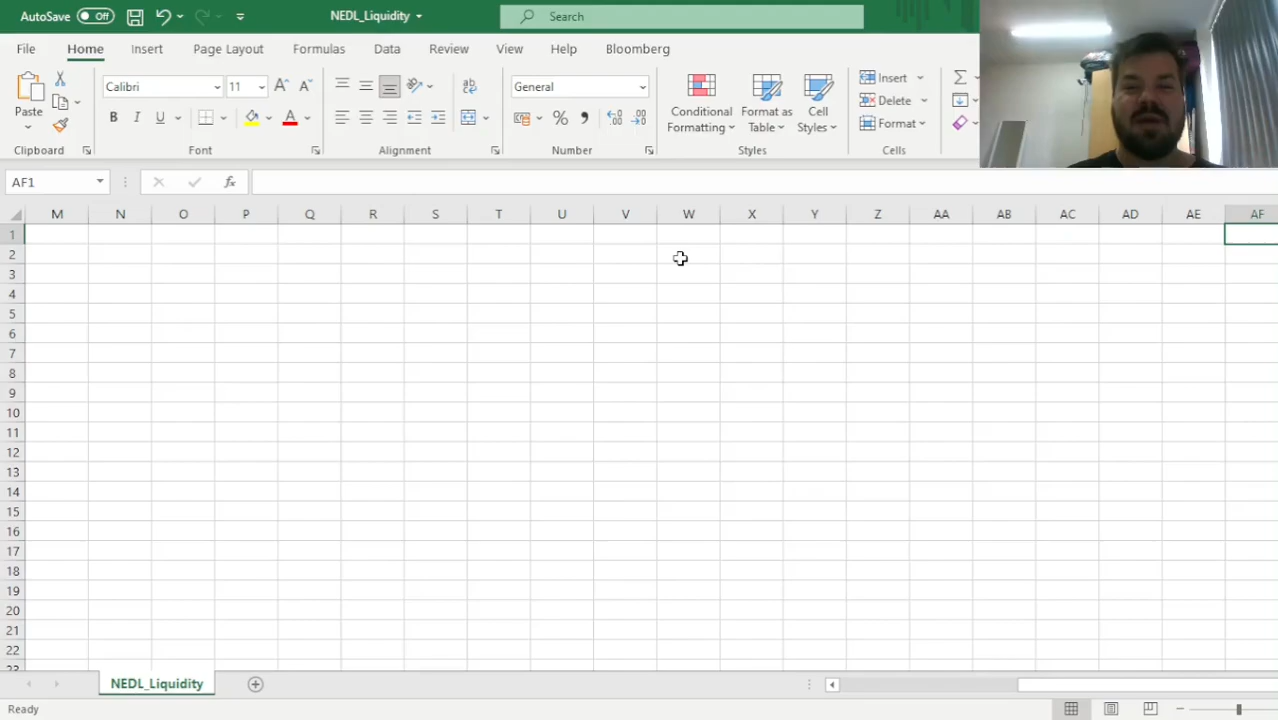 AutoSave Off NEDL_Liquidity Search
File Home Insert Page Layout Formulas Data Review View Help Bloomberg
Paste Calibri 11 General Conditional Formatting Format as Table Cell Styles Insert Delete Format
Clipboard Font Alignment Number Styles Cells
AF1 fx
M N O P Q R S T U V W X Y Z AA AB AC AD AE AF
1
2
3
4
5
6
7
8
9
10
11
12
13
14
15
16
17
18
19
20
21
22
23
NEDL_Liquidity
Ready